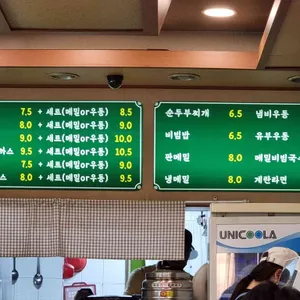 7.5 + 세트(메밀or우동) 8.5
8.0 + 세트(메밀or우동) 9.0
9.0 + 세트(메밀or우동) 10.0
까스 9.5 + 세트(메밀or우동) 10.5
7.5 + 세트(메밀or우동) 9.0
스 8.0 + 세트(메밀or우동) 9.5
순두부찌개 6.5 냄비우동
비빔밥 6.5 유부우동
판메밀 8.0 메밀비빔국수
냉메밀 8.0 계란라면
UNICOOLA